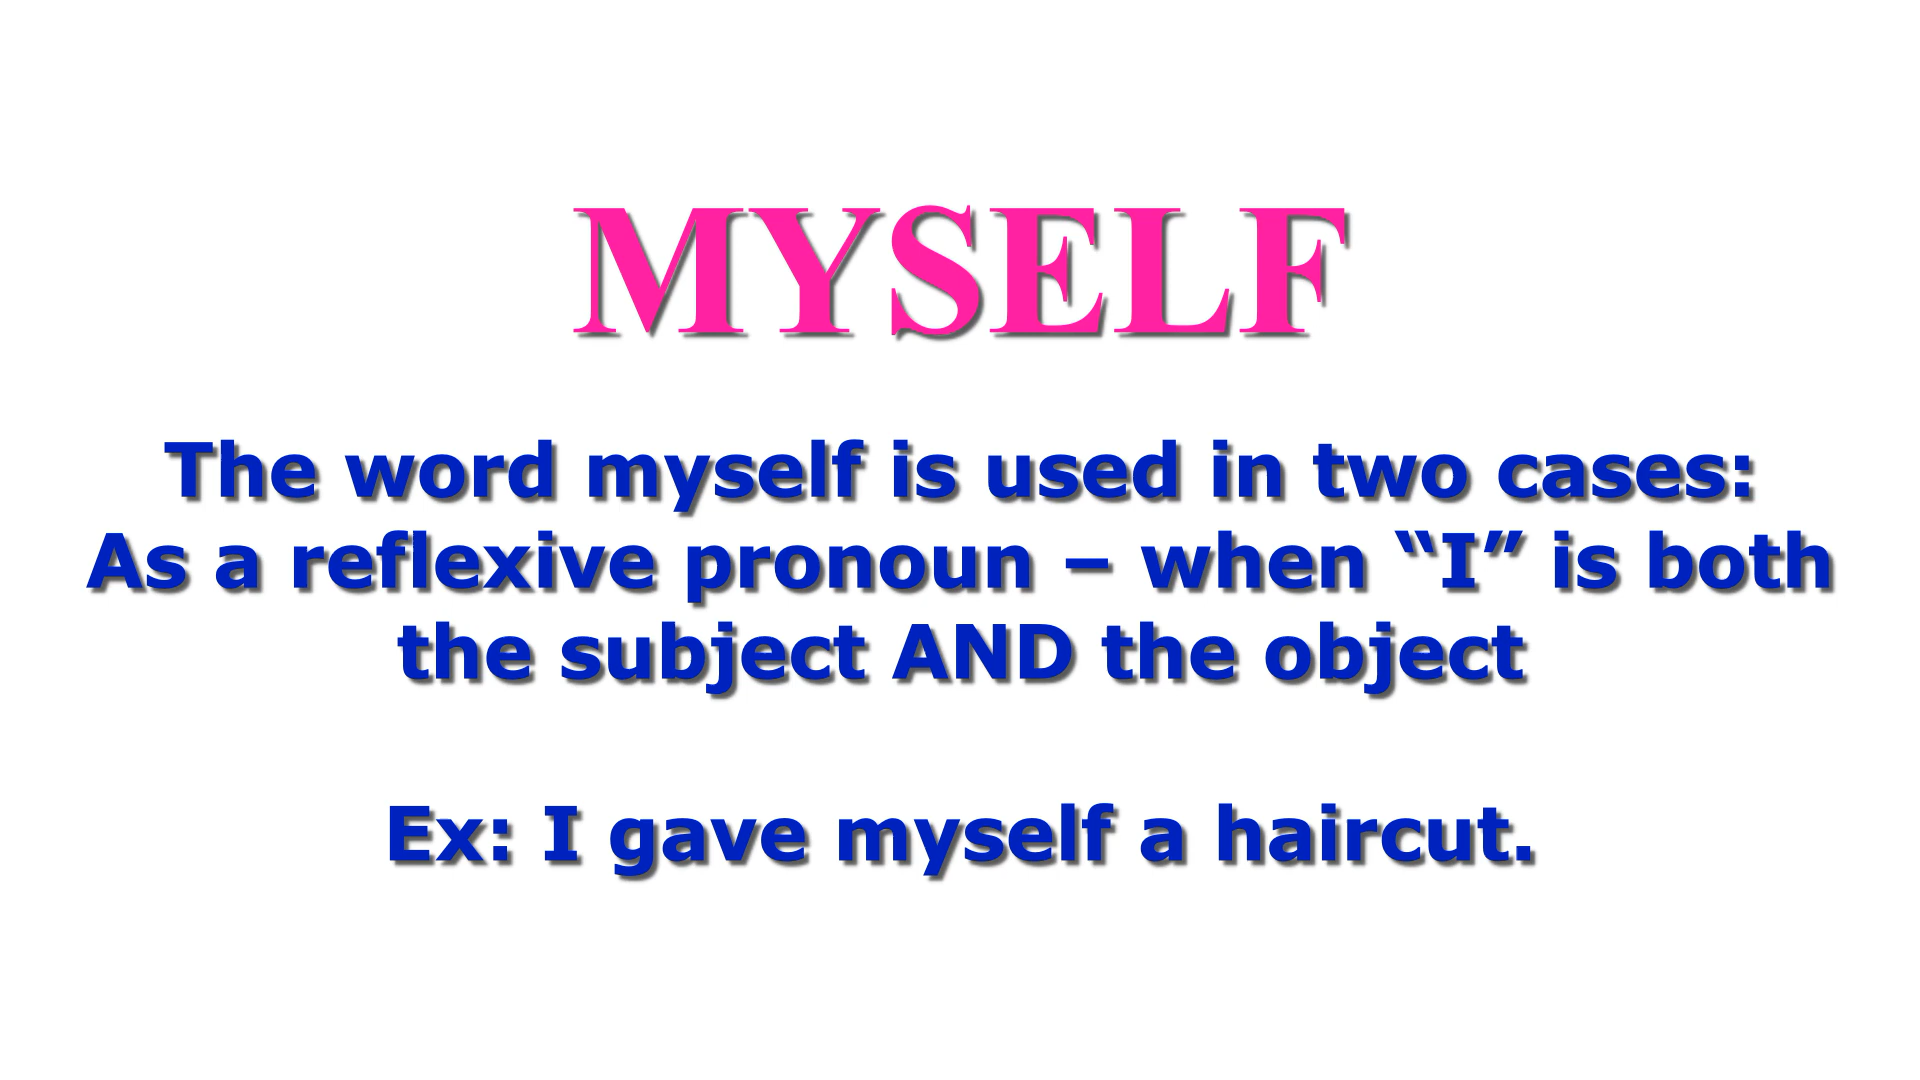 MYSELF
The word myself is used in two cases:
As a reflexive pronoun – when “I” is both
the subject AND the object
Ex: I gave myself a haircut.